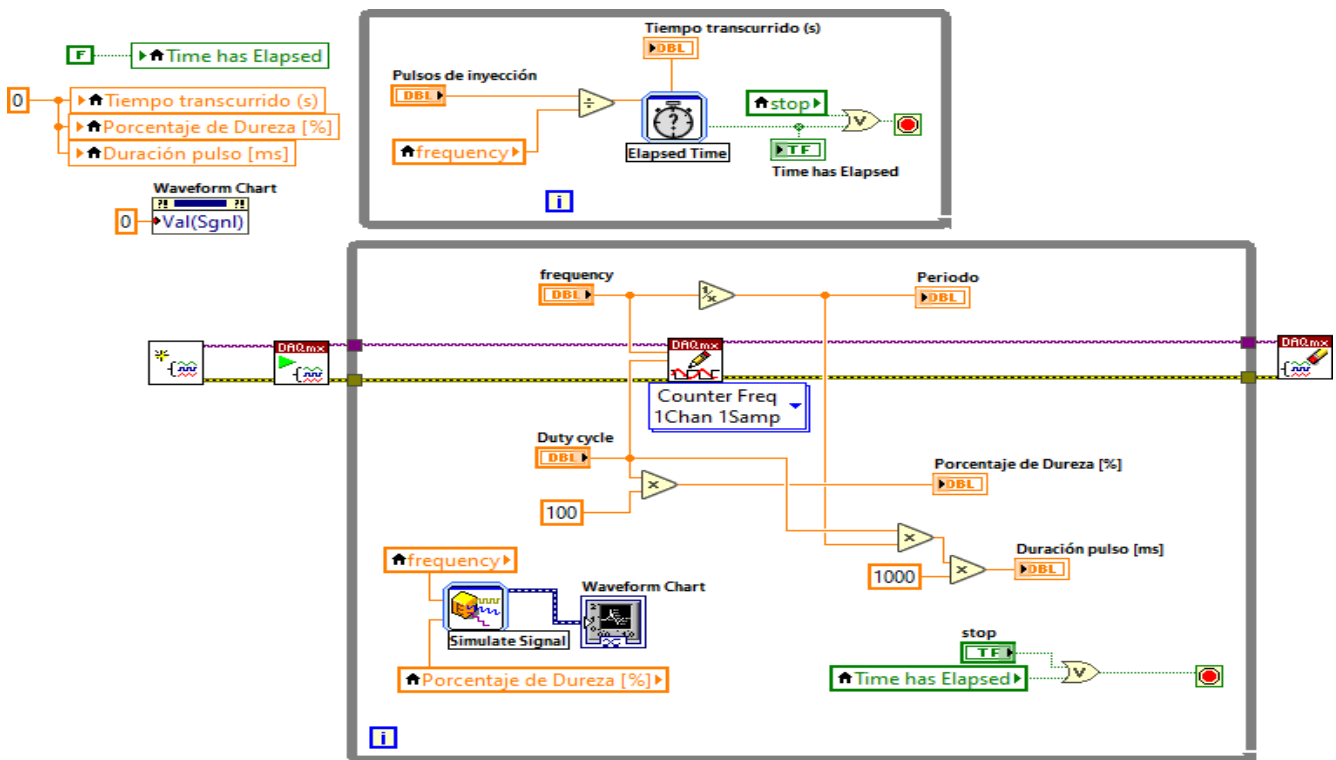 F
Time has Elapsed
0
Tiempo transcurrido (s)
Porcentaje de Dureza [%]
Duración pulso [ms]
Waveform Chart
?! ?!
0
Val(Sgnl)
Tiempo transcurrido (s)
DBL
Pulsos de inyección
DBL
÷
frequency
?
Elapsed Time
stop
V
TF
Time has Elapsed
i
frequency
DBL
1/x
Periodo
DBL
DAQmx
DAQmx
DAQmx
Counter Freq
1Chan 1Samp
Duty cycle
DBL
x
100
Porcentaje de Dureza [%]
DBL
x
1000
x
Duración pulso [ms]
DBL
frequency
Simulate Signal
Waveform Chart
Porcentaje de Dureza [%]
stop
TF
Time has Elapsed
V
i